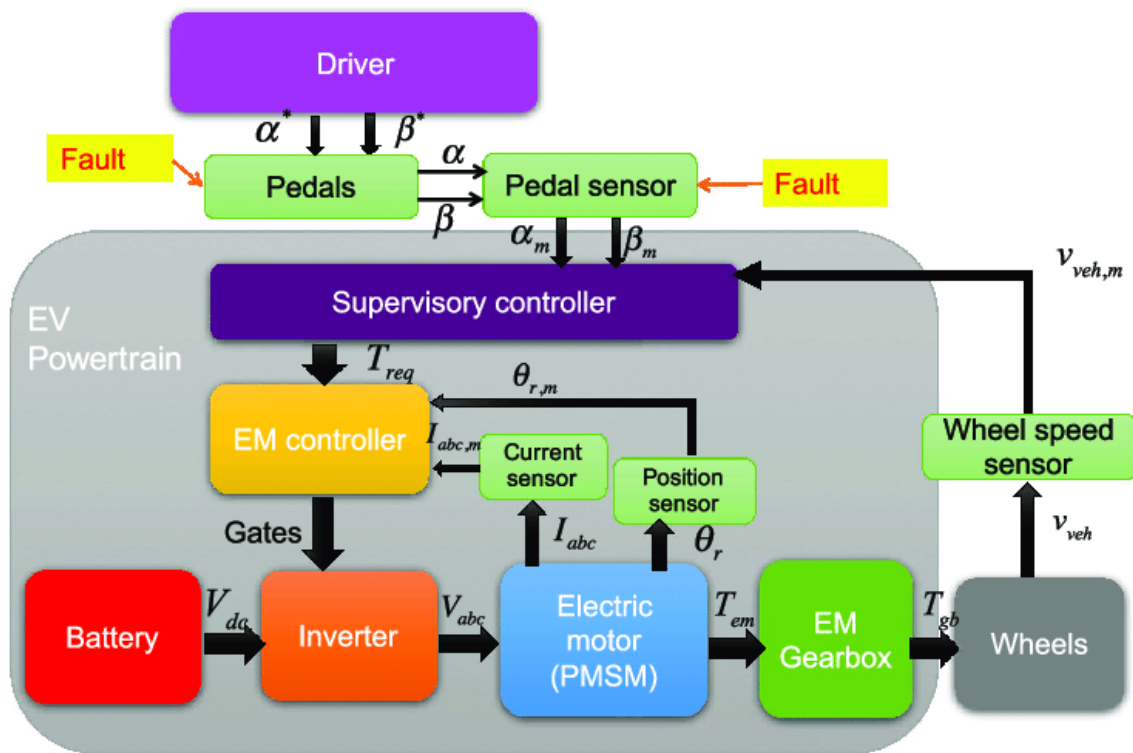 Driver
α* β*
Fault
Pedals
α
β
Pedal sensor
Fault
α_m β_m
v_veh,m
Supervisory controller
EV
Powertrain
T_req
θ_r,m
EM controller
I_abc,m
Current
sensor
Position
sensor
Wheel speed
sensor
Gates
I_abc
θ_r
v_veh
Battery
V_dc
Inverter
V_abc
Electric
motor
(PMSM)
T_em
EM
Gearbox
T_gb
Wheels